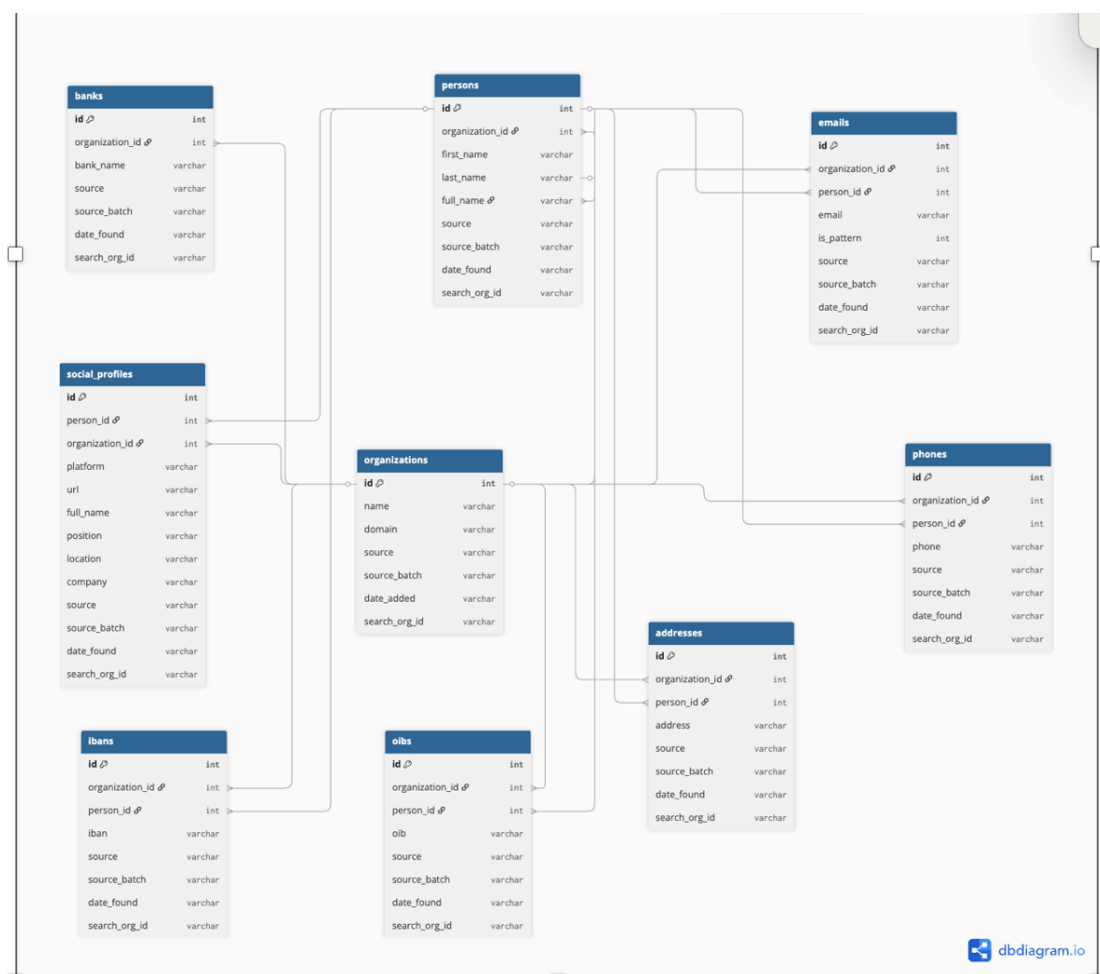 banks
id int
organization_id int
bank_name varchar
source varchar
source_batch varchar
date_found varchar
search_org_id varchar
persons
id int
organization_id int
first_name varchar
last_name varchar
full_name varchar
source varchar
source_batch varchar
date_found varchar
search_org_id varchar
emails
id int
organization_id int
person_id int
email varchar
is_pattern int
source varchar
source_batch varchar
date_found varchar
search_org_id varchar
social_profiles
id int
person_id int
organization_id int
platform varchar
url varchar
full_name varchar
position varchar
location varchar
company varchar
source varchar
source_batch varchar
date_found varchar
search_org_id varchar
organizations
id int
name varchar
domain varchar
source varchar
source_batch varchar
date_added varchar
search_org_id varchar
phones
id int
organization_id int
person_id int
phone varchar
source varchar
source_batch varchar
date_found varchar
search_org_id varchar
addresses
id int
organization_id int
person_id int
address varchar
source varchar
source_batch varchar
date_found varchar
search_org_id varchar
ibans
id int
organization_id int
person_id int
iban varchar
source varchar
source_batch varchar
date_found varchar
search_org_id varchar
oibs
id int
organization_id int
person_id int
oib varchar
source varchar
source_batch varchar
date_found varchar
search_org_id varchar
dbdiagram.io